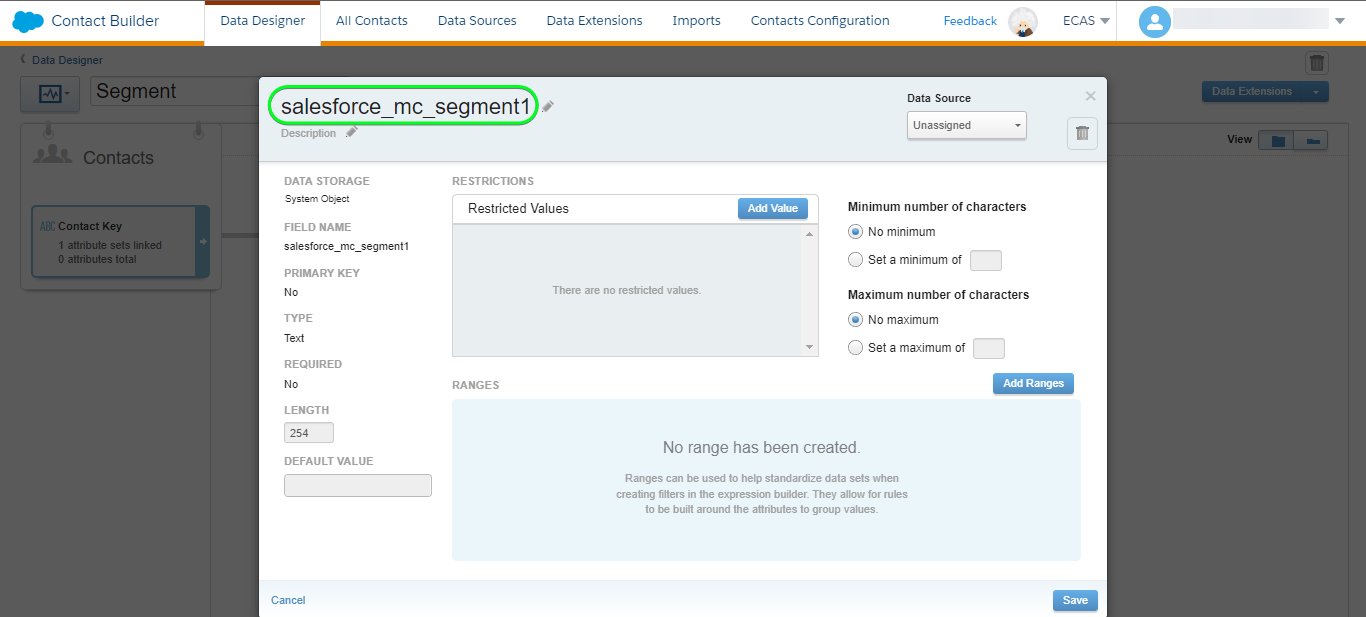 Contact Builder
Data Designer
All Contacts
Data Sources
Data Extensions
Imports
Contacts Configuration
Feedback
ECAS
Data Designer
Segment
Data Extensions
View
Contacts
ABC Contact Key
1 attribute sets linked
0 attributes total
salesforce_mc_segment1
Description
Data Source
Unassigned
DATA STORAGE
System Object
FIELD NAME
salesforce_mc_segment1
PRIMARY KEY
No
TYPE
Text
REQUIRED
No
LENGTH
254
DEFAULT VALUE
RESTRICTIONS
Restricted Values
Add Value
There are no restricted values.
Minimum number of characters
No minimum
Set a minimum of
Maximum number of characters
No maximum
Set a maximum of
RANGES
Add Ranges
No range has been created.
Ranges can be used to help standardize data sets when
creating filters in the expression builder. They allow for rules
to be built around the attributes to group values.
Cancel
Save